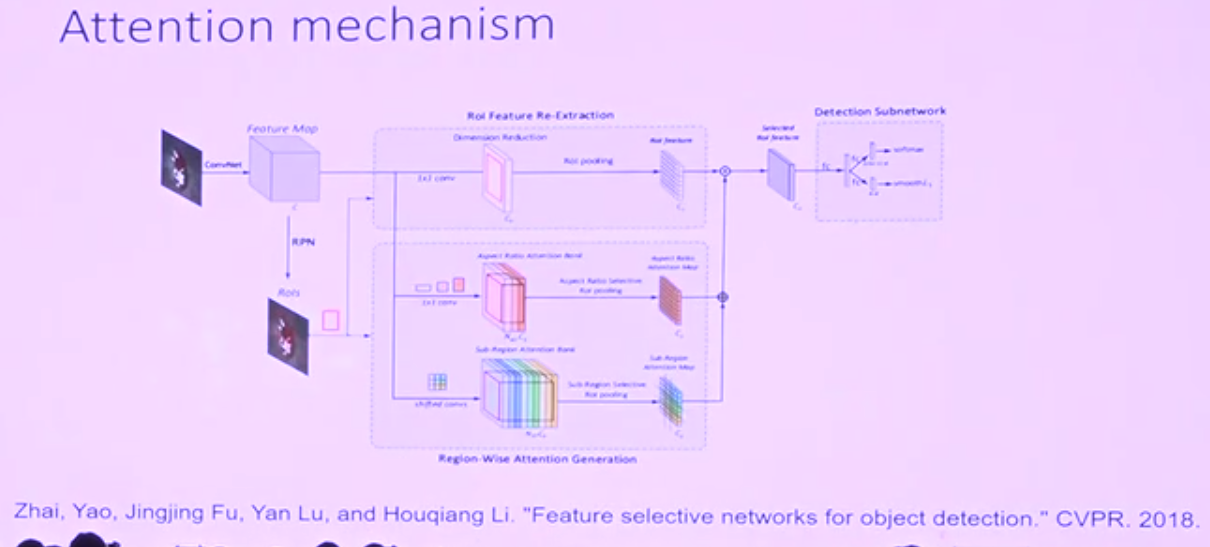 Attention mechanism
RoI Feature Re-Extraction
Detection Subnetwork
Feature Map
Dimension Reduction
RoI feature
Selected
RoI feature
ConvNet
RoI pooling
1x1 conv
fc
fc
fc
softmax
smooth L₁
C
RPN
RoIs
Aspect Ratio Attention Bank
Aspect Ratio
Attention Map
Aspect Ratio Selective
RoI pooling
1x1 conv
Sub-Region Attention Bank
Sub-Region
Attention Map
Sub-Region Selective
RoI pooling
shifted convs
Region-Wise Attention Generation
Zhai, Yao, Jingjing Fu, Yan Lu, and Houqiang Li. "Feature selective networks for object detection." CVPR. 2018.